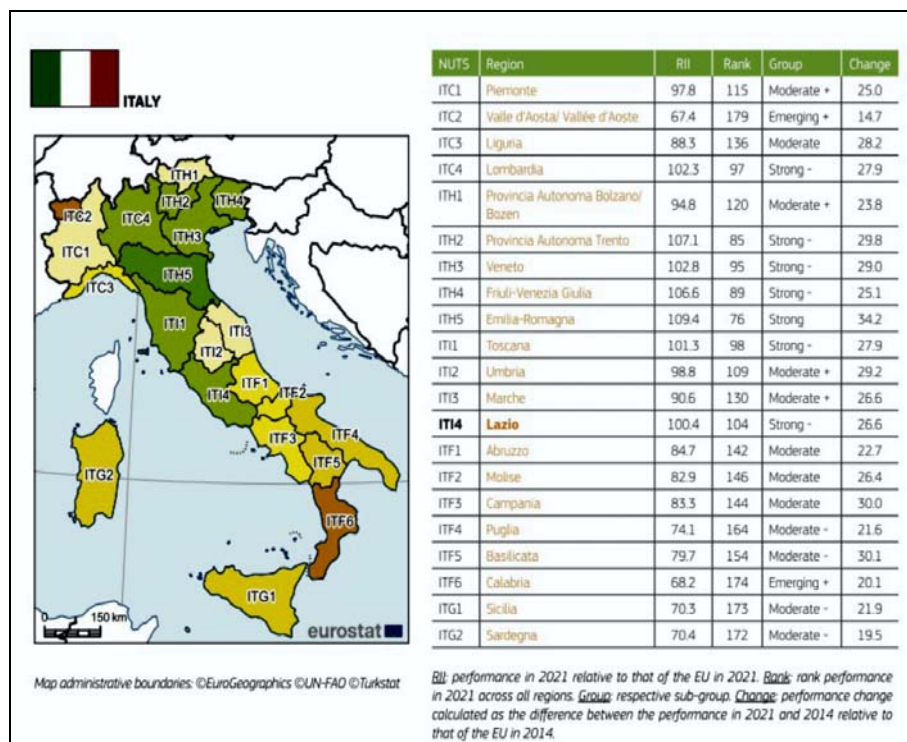 ITALY
ITH1
ITC2
ITC4
ITH2
ITH4
ITC1
ITH3
ITH5
ITC3
ITI1
ITI3
ITI2
ITF1
ITI4
ITF2
ITF4
ITF3
ITF5
ITG2
ITF6
ITG1
0 150 km
eurostat
Map administrative boundaries: ©EuroGeographics ©UN-FAO ©Turkstat
NUTS Region RII Rank Group Change
ITC1 Piemonte 97.8 115 Moderate + 25.0
ITC2 Valle d'Aosta/ Vallée d'Aoste 67.4 179 Emerging + 14.7
ITC3 Liguria 88.3 136 Moderate 28.2
ITC4 Lombardia 102.3 97 Strong - 27.9
ITH1 Provincia Autonoma Bolzano/
Bozen 94.8 120 Moderate + 23.8
ITH2 Provincia Autonoma Trento 107.1 85 Strong - 29.8
ITH3 Veneto 102.8 95 Strong - 29.0
ITH4 Friuli-Venezia Giulia 106.6 89 Strong - 25.1
ITH5 Emilia-Romagna 109.4 76 Strong 34.2
ITI1 Toscana 101.3 98 Strong - 27.9
ITI2 Umbria 98.8 109 Moderate + 29.2
ITI3 Marche 90.6 130 Moderate + 26.6
ITI4 Lazio 100.4 104 Strong - 26.6
ITF1 Abruzzo 84.7 142 Moderate 22.7
ITF2 Molise 82.9 146 Moderate 26.4
ITF3 Campania 83.3 144 Moderate 30.0
ITF4 Puglia 74.1 164 Moderate - 21.6
ITF5 Basilicata 79.7 154 Moderate - 30.1
ITF6 Calabria 68.2 174 Emerging + 20.1
ITG1 Sicilia 70.3 173 Moderate - 21.9
ITG2 Sardegna 70.4 172 Moderate - 19.5
RII: performance in 2021 relative to that of the EU in 2021. Rank: rank performance
in 2021 across all regions. Group: respective sub-group. Change: performance change
calculated as the difference between the performance in 2021 and 2014 relative to
that of the EU in 2014.